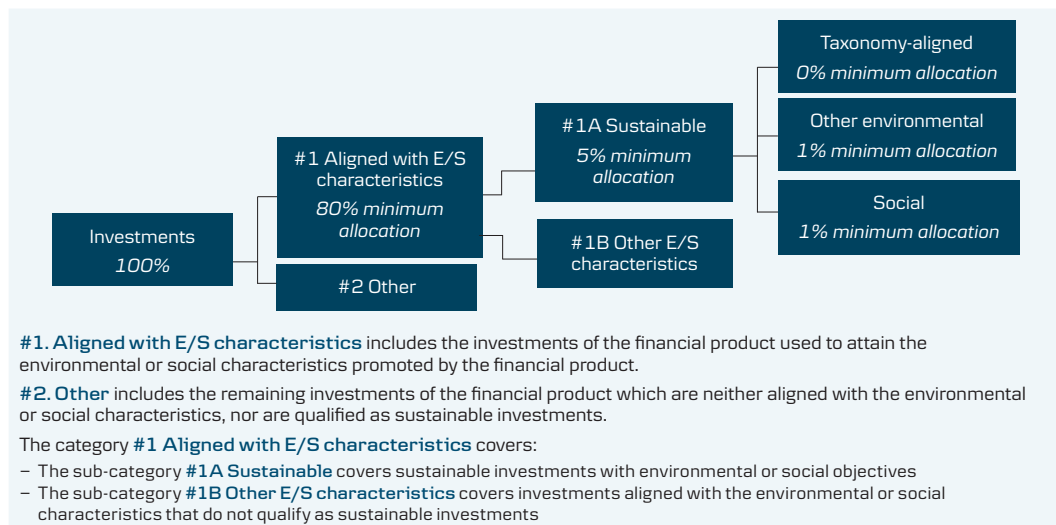 Investments
100%
#1 Aligned with E/S
characteristics
80% minimum
allocation
#2 Other
#1A Sustainable
5% minimum
allocation
#1B Other E/S
characteristics
Taxonomy-aligned
0% minimum allocation
Other environmental
1% minimum allocation
Social
1% minimum allocation
#1. Aligned with E/S characteristics includes the investments of the financial product used to attain the
environmental or social characteristics promoted by the financial product.
#2. Other includes the remaining investments of the financial product which are neither aligned with the environmental
or social characteristics, nor are qualified as sustainable investments.
The category #1 Aligned with E/S characteristics covers:
– The sub-category #1A Sustainable covers sustainable investments with environmental or social objectives
– The sub-category #1B Other E/S characteristics covers investments aligned with the environmental or social
characteristics that do not qualify as sustainable investments